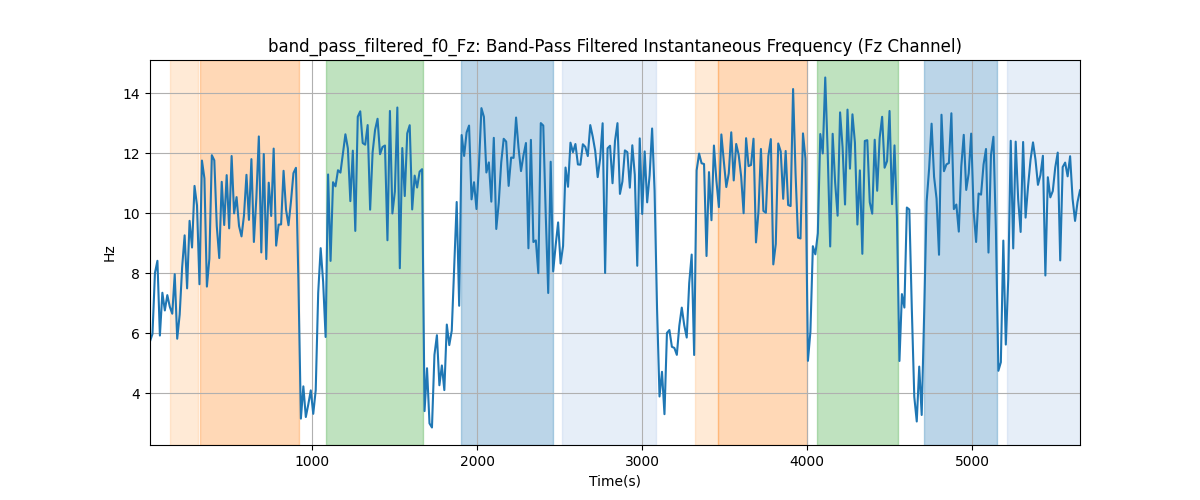 band_pass_filtered_f0_Fz: Band-Pass Filtered Instantaneous Frequency (Fz Channel)
14
12
10
8
6
4
Hz
1000 2000 3000 4000 5000
Time(s)